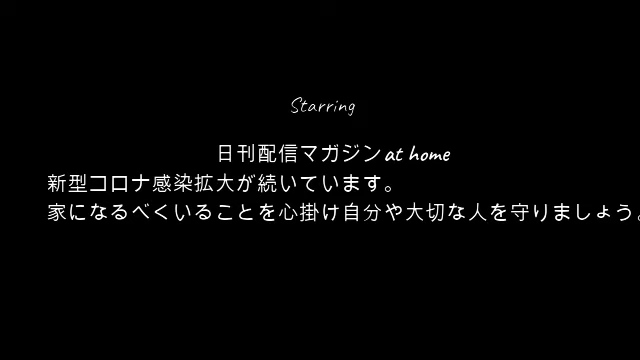 Starring
日刊配信マガジンat home
新型コロナ感染拡大が続いています。
家になるべくいることを心掛け自分や大切な人を守りましょう。